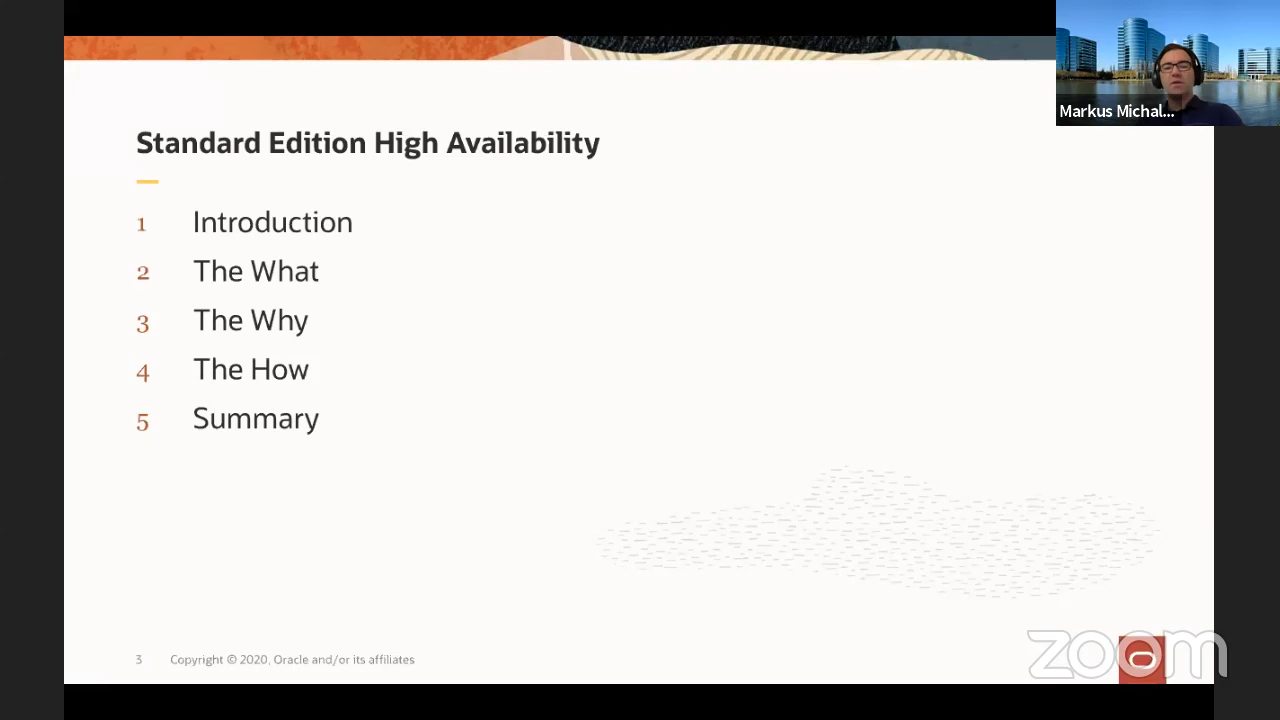 Markus Michal...
Standard Edition High Availability
1 Introduction
2 The What
3 The Why
4 The How
5 Summary
3 Copyright © 2020, Oracle and/or its affiliates
zoom